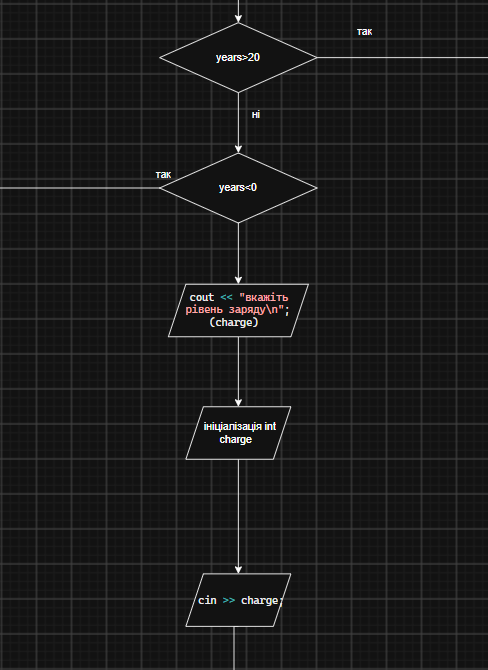 так
years>20
ні
так
years<0
cout << "вкажіть
рівень заряду\n";
(charge)
ініціалізація int
charge
cin >> charge;